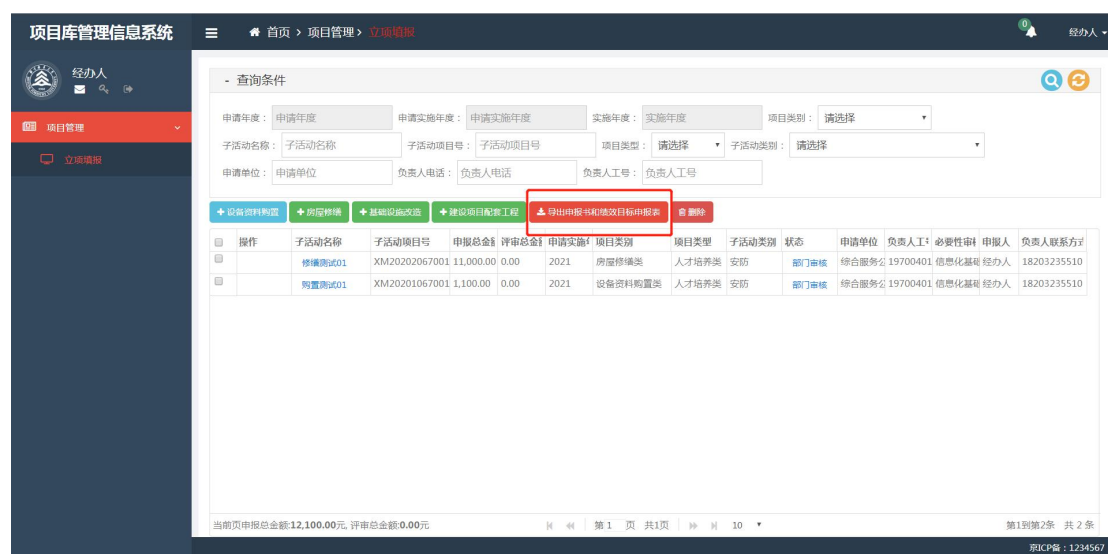 项目库管理信息系统 首页 > 项目管理 > 立项填报 0 经办人
经办人
项目管理
立项填报
- 查询条件
申请年度： 申请年度 申请实施年度： 申请实施年度 实施年度： 实施年度 项目类别： 请选择
子活动名称： 子活动名称 子活动项目号： 子活动项目号 项目类型： 请选择 子活动类别： 请选择
申请单位： 申请单位 负责人电话： 负责人电话 负责人工号： 负责人工号
+设备资料购置 +房屋修缮 +基础设施改造 +建设项目配套工程 导出申报书和绩效目标申报表 删除
操作 子活动名称 子活动项目号 申报总金 评审总金 申请实施 项目类别 项目类型 子活动类别 状态 申请单位 负责人工 必要性审 申报人 负责人联系方
修缮测试01 XM20202067001 11,000.00 0.00 2021 房屋修缮类 人才培养类 安防 部门审核 综合服务 19700401 信息化基础 经办人 18203235510
购置测试01 XM20201067001 1,100.00 0.00 2021 设备资料购置类 人才培养类 安防 部门审核 综合服务 19700401 信息化基础 经办人 18203235510
当前页申报总金额:12,100.00元, 评审总金额:0.00元 第 1 页 共1页 10 第1到第2条 共 2 条
京ICP备：1234567